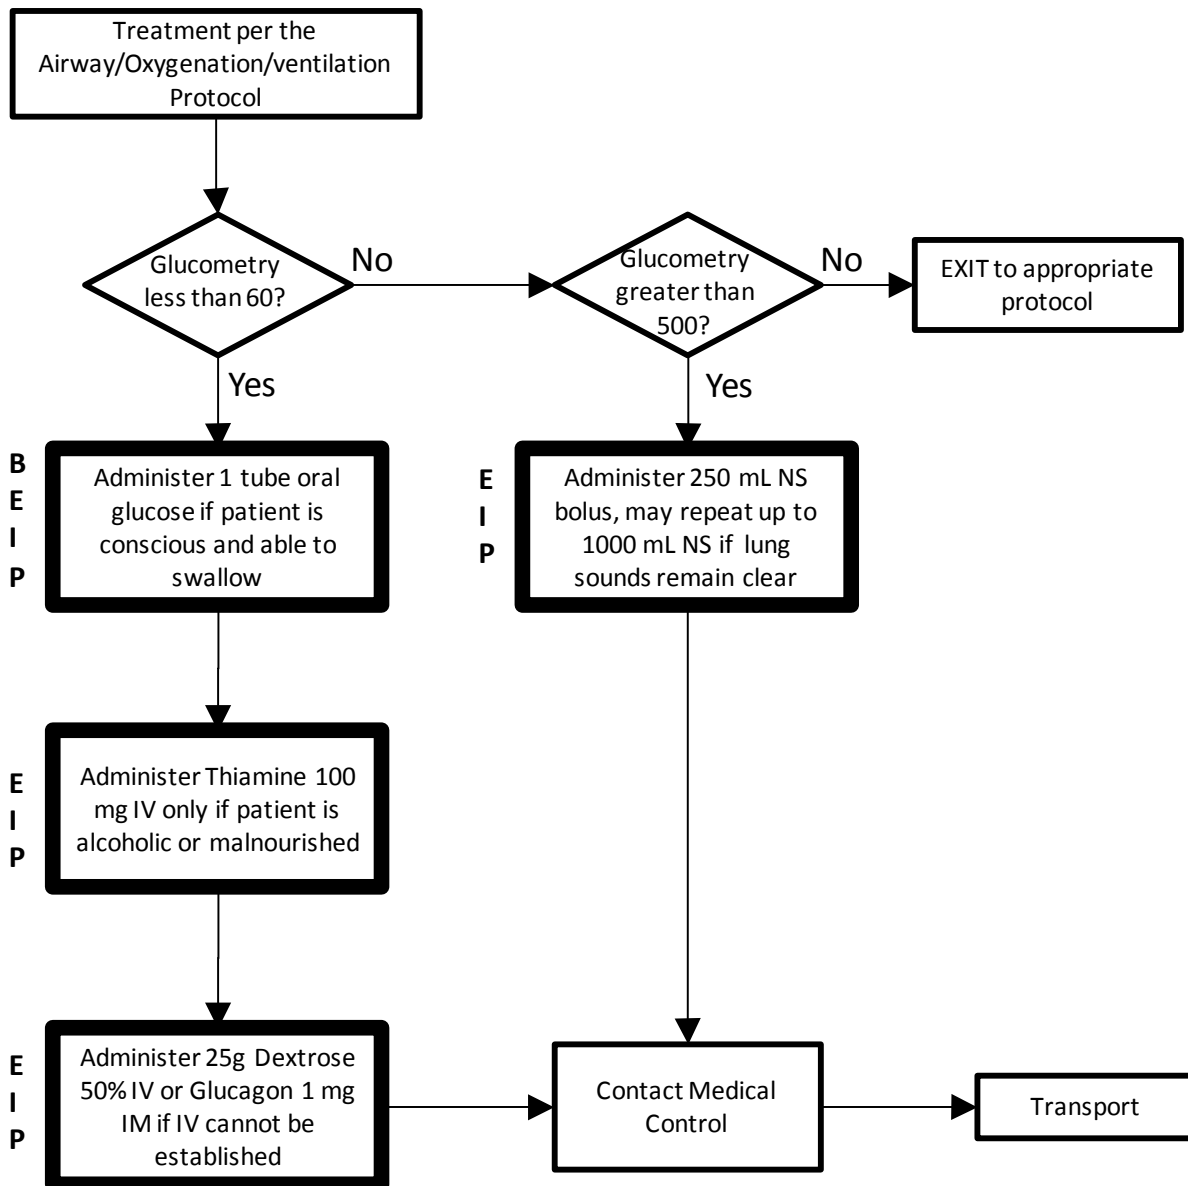 Treatment per the
Airway/Oxygenation/ventilation
Protocol
Glucometry
less than 60?
No
Glucometry
greater than
500?
No
EXIT to appropriate
protocol
Yes
Yes
B
E
I
P
Administer 1 tube oral
glucose if patient is
conscious and able to
swallow
E
I
P
Administer 250 mL NS
bolus, may repeat up to
1000 mL NS if lung
sounds remain clear
E
I
P
Administer Thiamine 100
mg IV only if patient is
alcoholic or malnourished
E
I
P
Administer 25g Dextrose
50% IV or Glucagon 1 mg
IM if IV cannot be
established
Contact Medical
Control
Transport